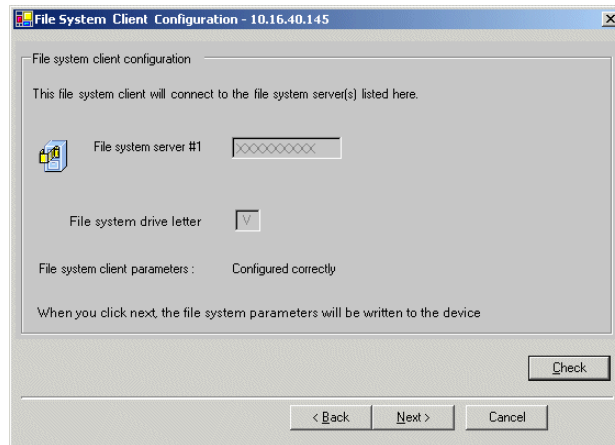 File System Client Configuration - 10.16.40.145
File system client configuration
This file system client will connect to the file system server(s) listed here.
File system server #1 XXXXXXXXXX
File system drive letter V
File system client parameters : Configured correctly
When you click next, the file system parameters will be written to the device
Check
< Back Next > Cancel